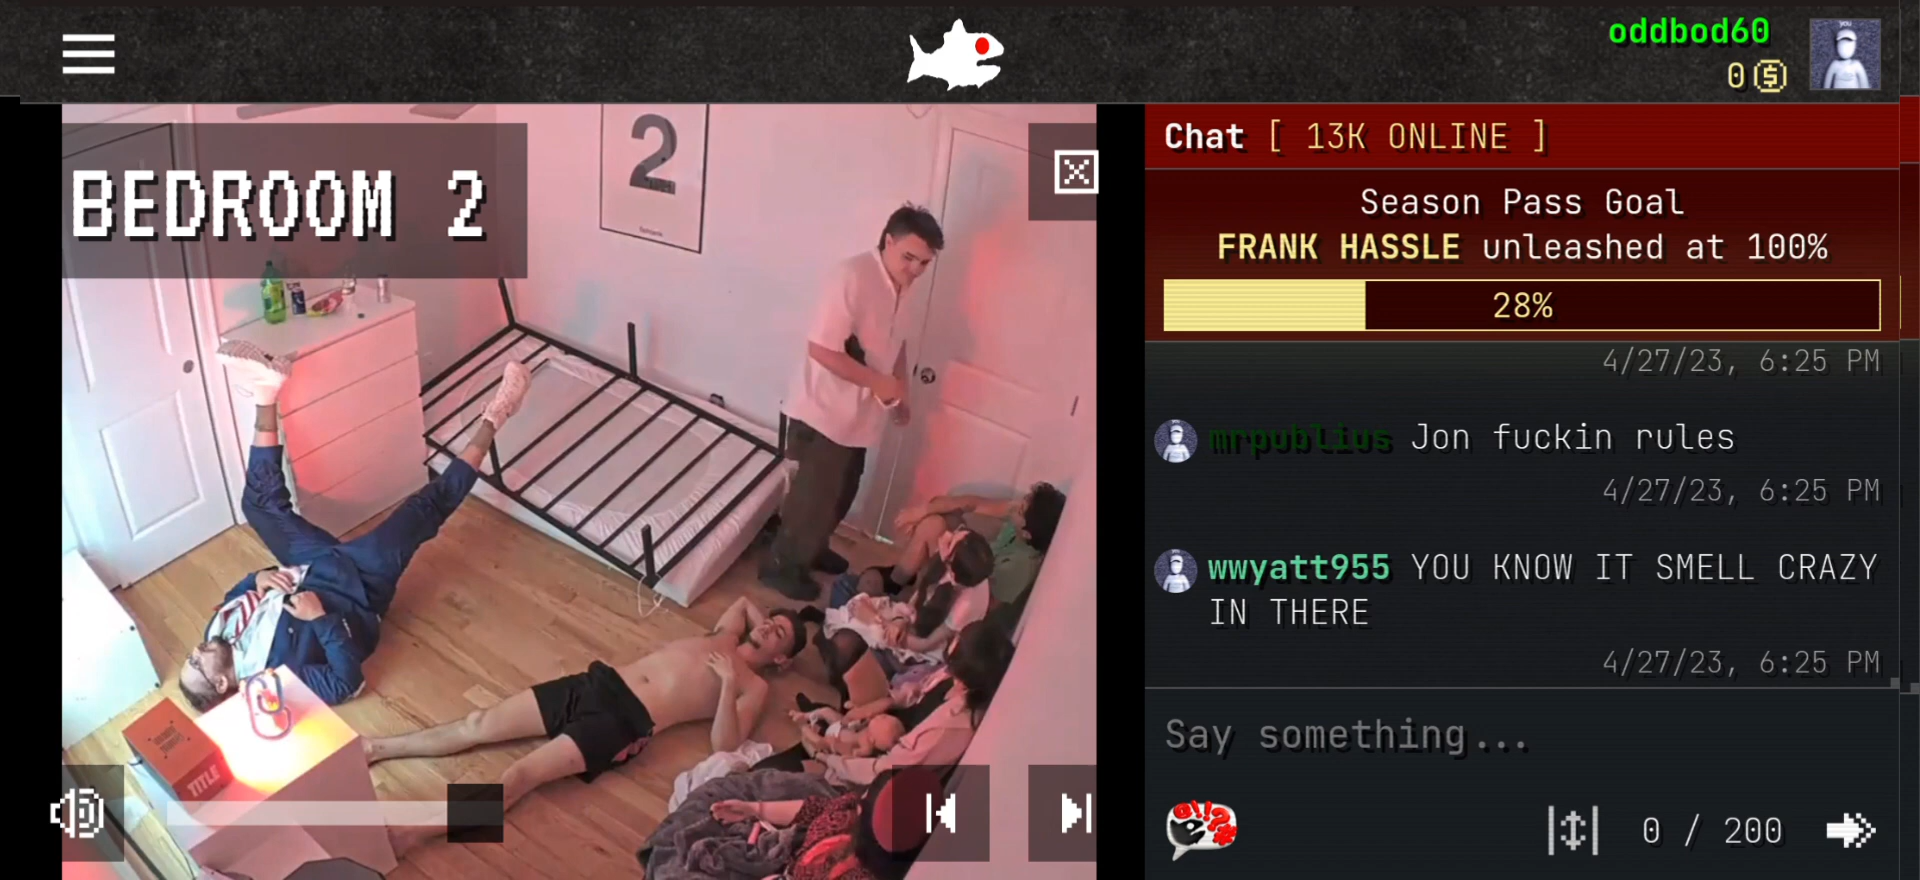 oddbod60
0
you
BEDROOM 2
2
TITLE
Chat [ 13K ONLINE ]
Season Pass Goal
FRANK HASSLE unleashed at 100%
28%
4/27/23, 6:25 PM
mrpublius Jon fuckin rules
4/27/23, 6:25 PM
wwyatt955 YOU KNOW IT SMELL CRAZY
IN THERE
4/27/23, 6:25 PM
Say something...
0 / 200